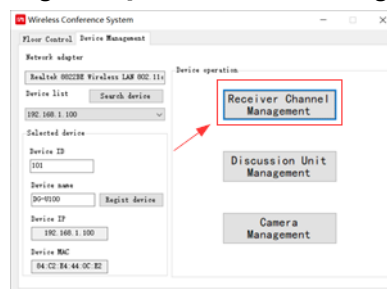 Wireless Conference System
Floor Control Device Management
Network adapter
Realtek 8822BE Wireless LAN 802.11
Device list Search device
192.168.1.100
Selected device
Device ID
101
Device name
DG-V100 Regist device
Device IP
192.168.1.100
Device MAC
84:C2:E4:44:0C:E2
Device operation
Receiver Channel
Management
Discussion Unit
Management
Camera
Management